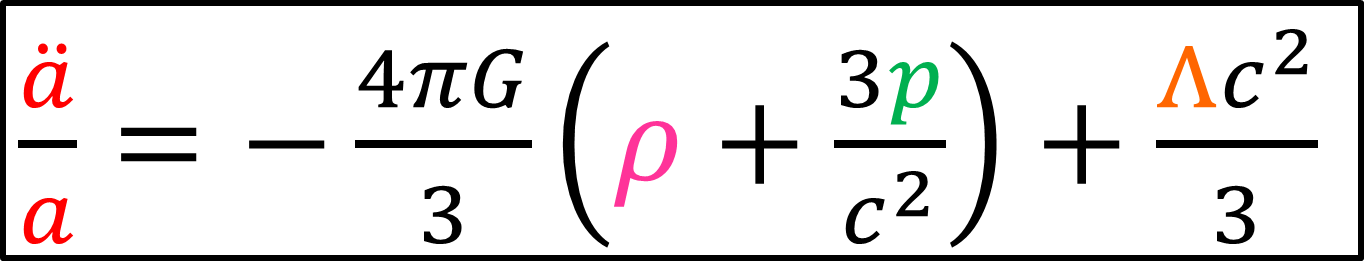 ä/a = − 4πG/3 (ρ + 3p/c²) + Λc²/3